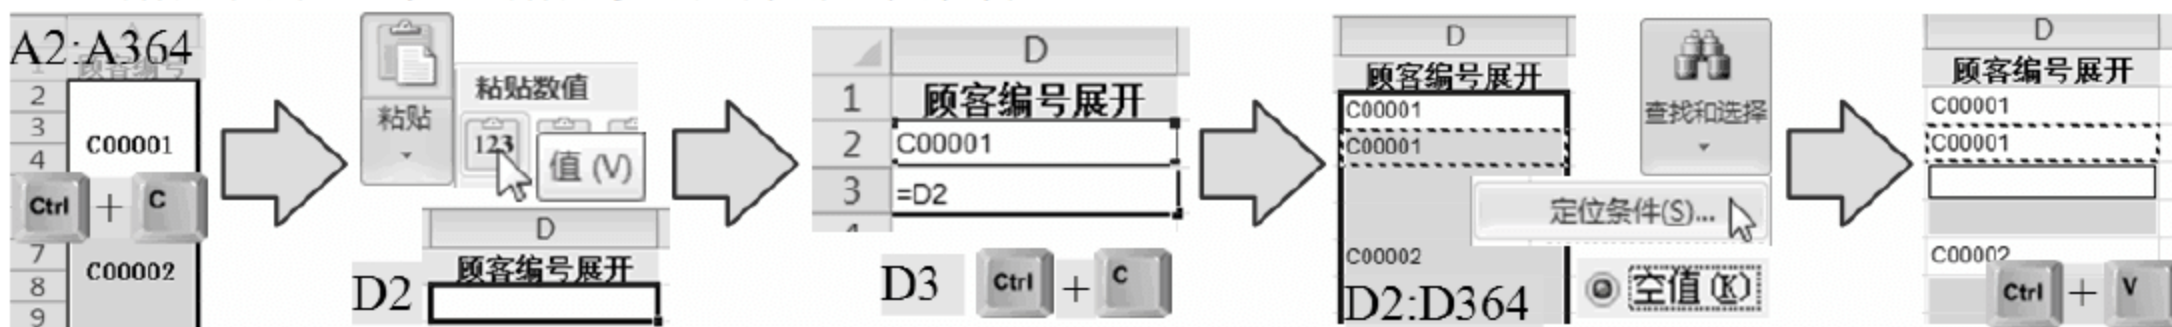 A2:A364
1 顾客编号
2
3
4
C00001
Ctrl + C
7
8
9
C00002
粘贴
粘贴数值
123
值 (V)
D
顾客编号展开
D2
D
1 顾客编号展开
2 C00001
3 =D2
4
D3 Ctrl + C
D
顾客编号展开
C00001
C00001
C00002
D2:D364
查找和选择
定位条件(S)...
空值 (K)
D
顾客编号展开
C00001
C00001
C00002
Ctrl + V